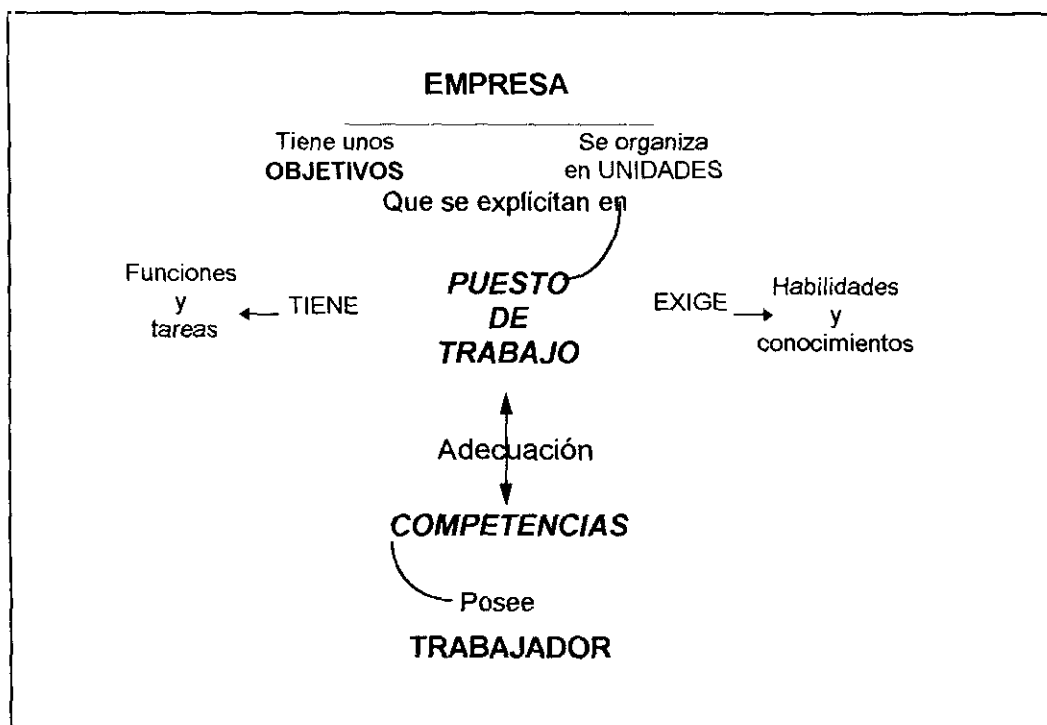 EMPRESA
Tiene unos
OBJETIVOS
Se organiza
en UNIDADES
Que se explicitan en
Funciones
y
tareas
TIENE
PUESTO
DE
TRABAJO
EXIGE
Habilidades
y
conocimientos
Adecuación
COMPETENCIAS
Posee
TRABAJADOR